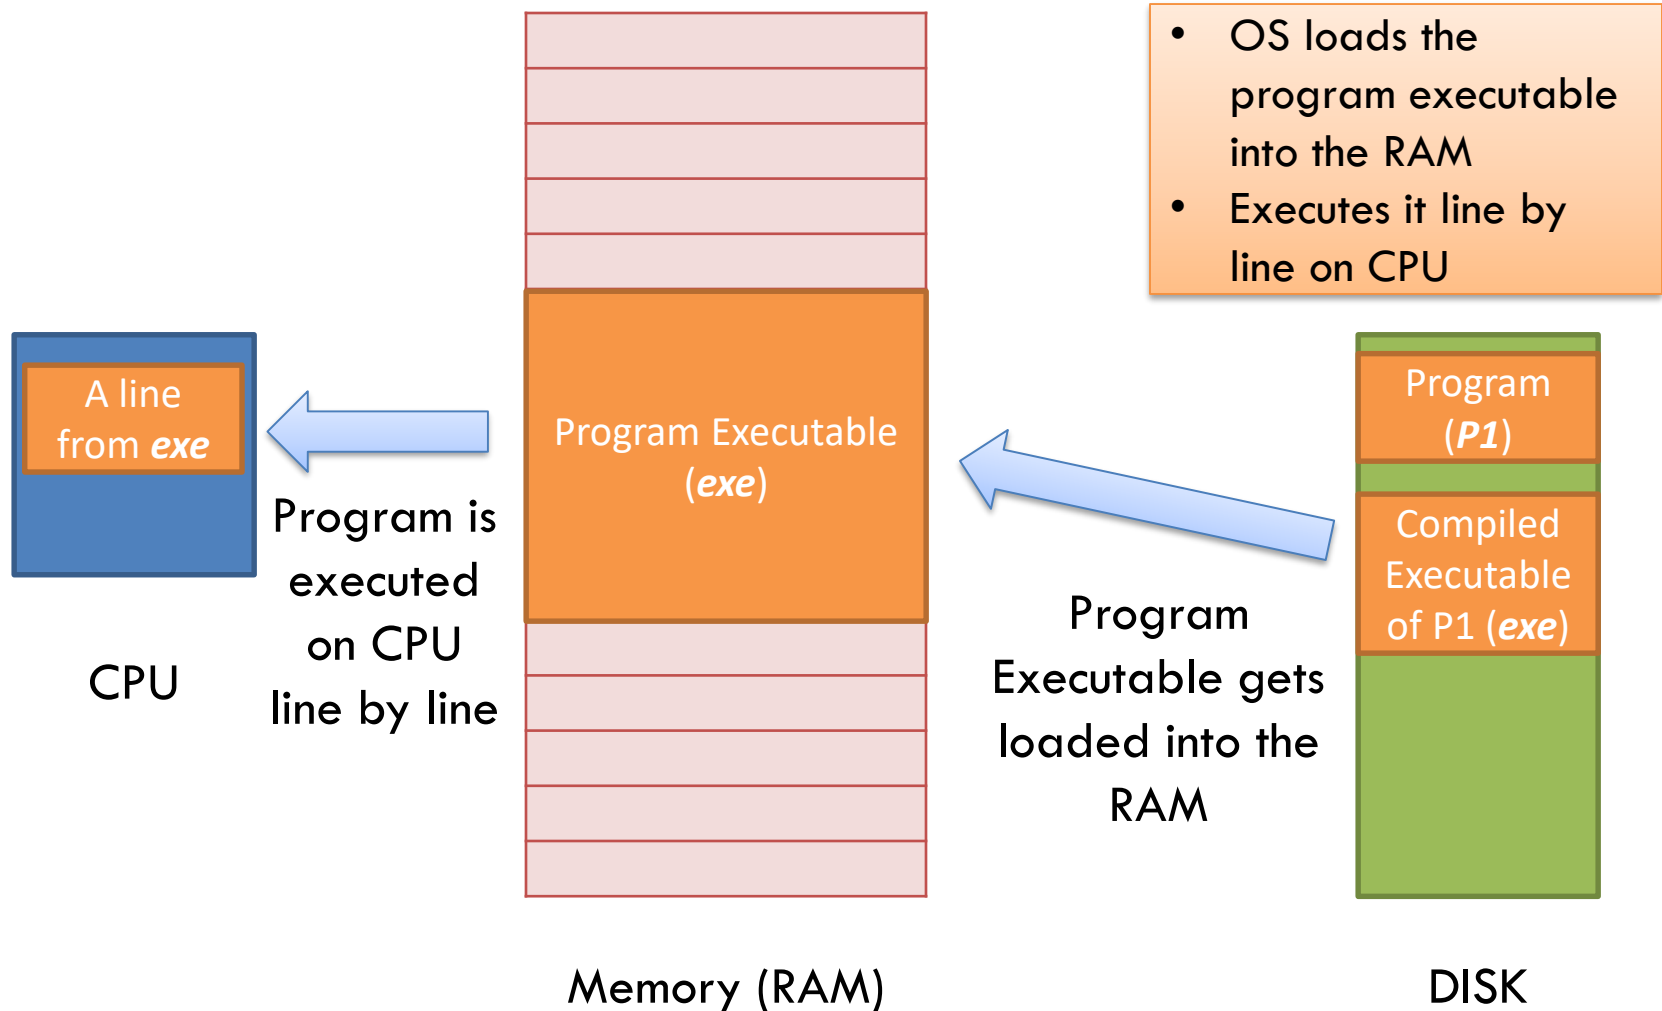 • OS loads the
program executable
into the RAM
• Executes it line by
line on CPU
A line
from exe
Program is
executed
on CPU
line by line
CPU
Program Executable
(exe)
Memory (RAM)
Program
Executable gets
loaded into the
RAM
Program
(P1)
Compiled
Executable
of P1 (exe)
DISK